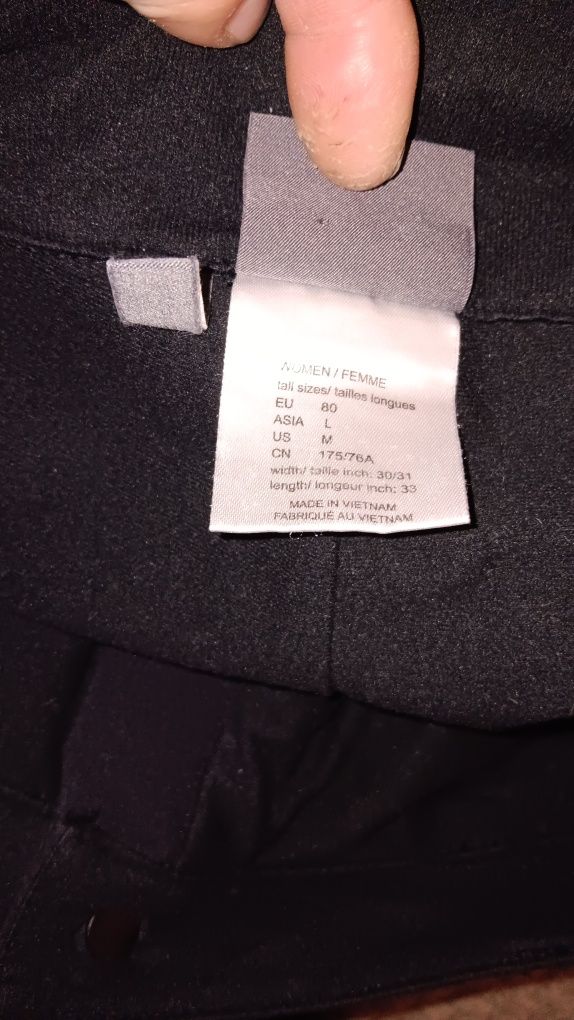 WOMEN / FEMME
tall sizes/ tailles longues
EU 80
ASIA L
US M
CN 175/76A
width/ taille inch: 30/31
length/ longeur inch: 33
MADE IN VIETNAM
FABRIQUÉ AU VIETNAM